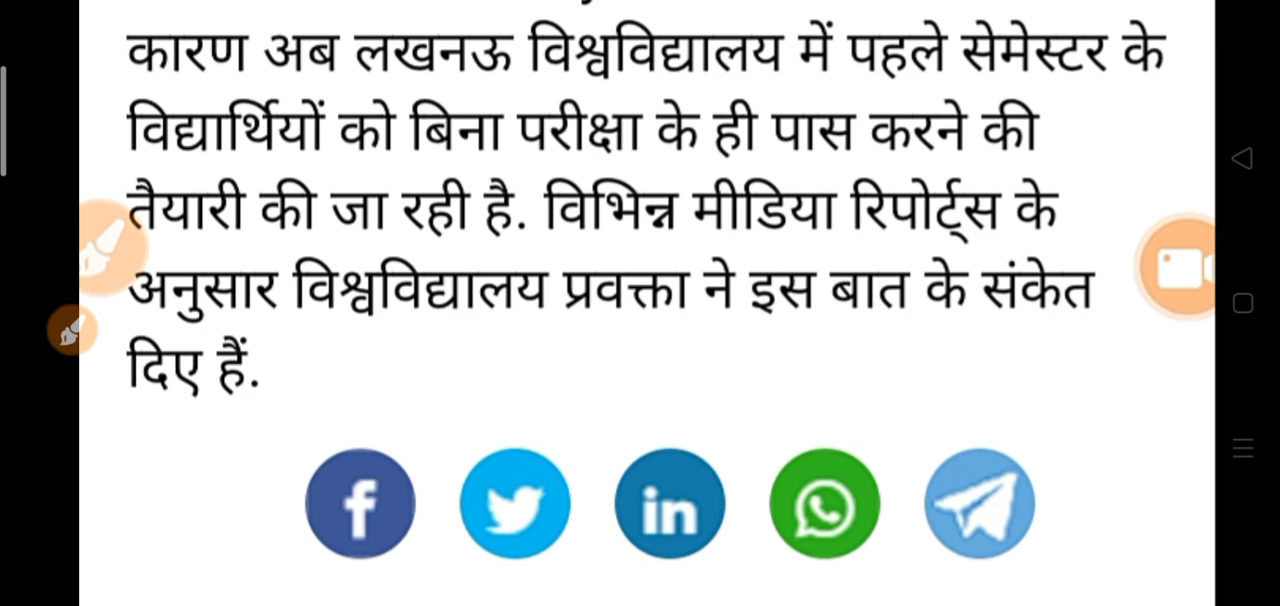 कारण अब लखनऊ विश्वविद्यालय में पहले सेमेस्टर के
विद्यार्थियों को बिना परीक्षा के ही पास करने की
तैयारी की जा रही है. विभिन्न मीडिया रिपोर्ट्स के
अनुसार विश्वविद्यालय प्रवक्ता ने इस बात के संकेत
दिए हैं.